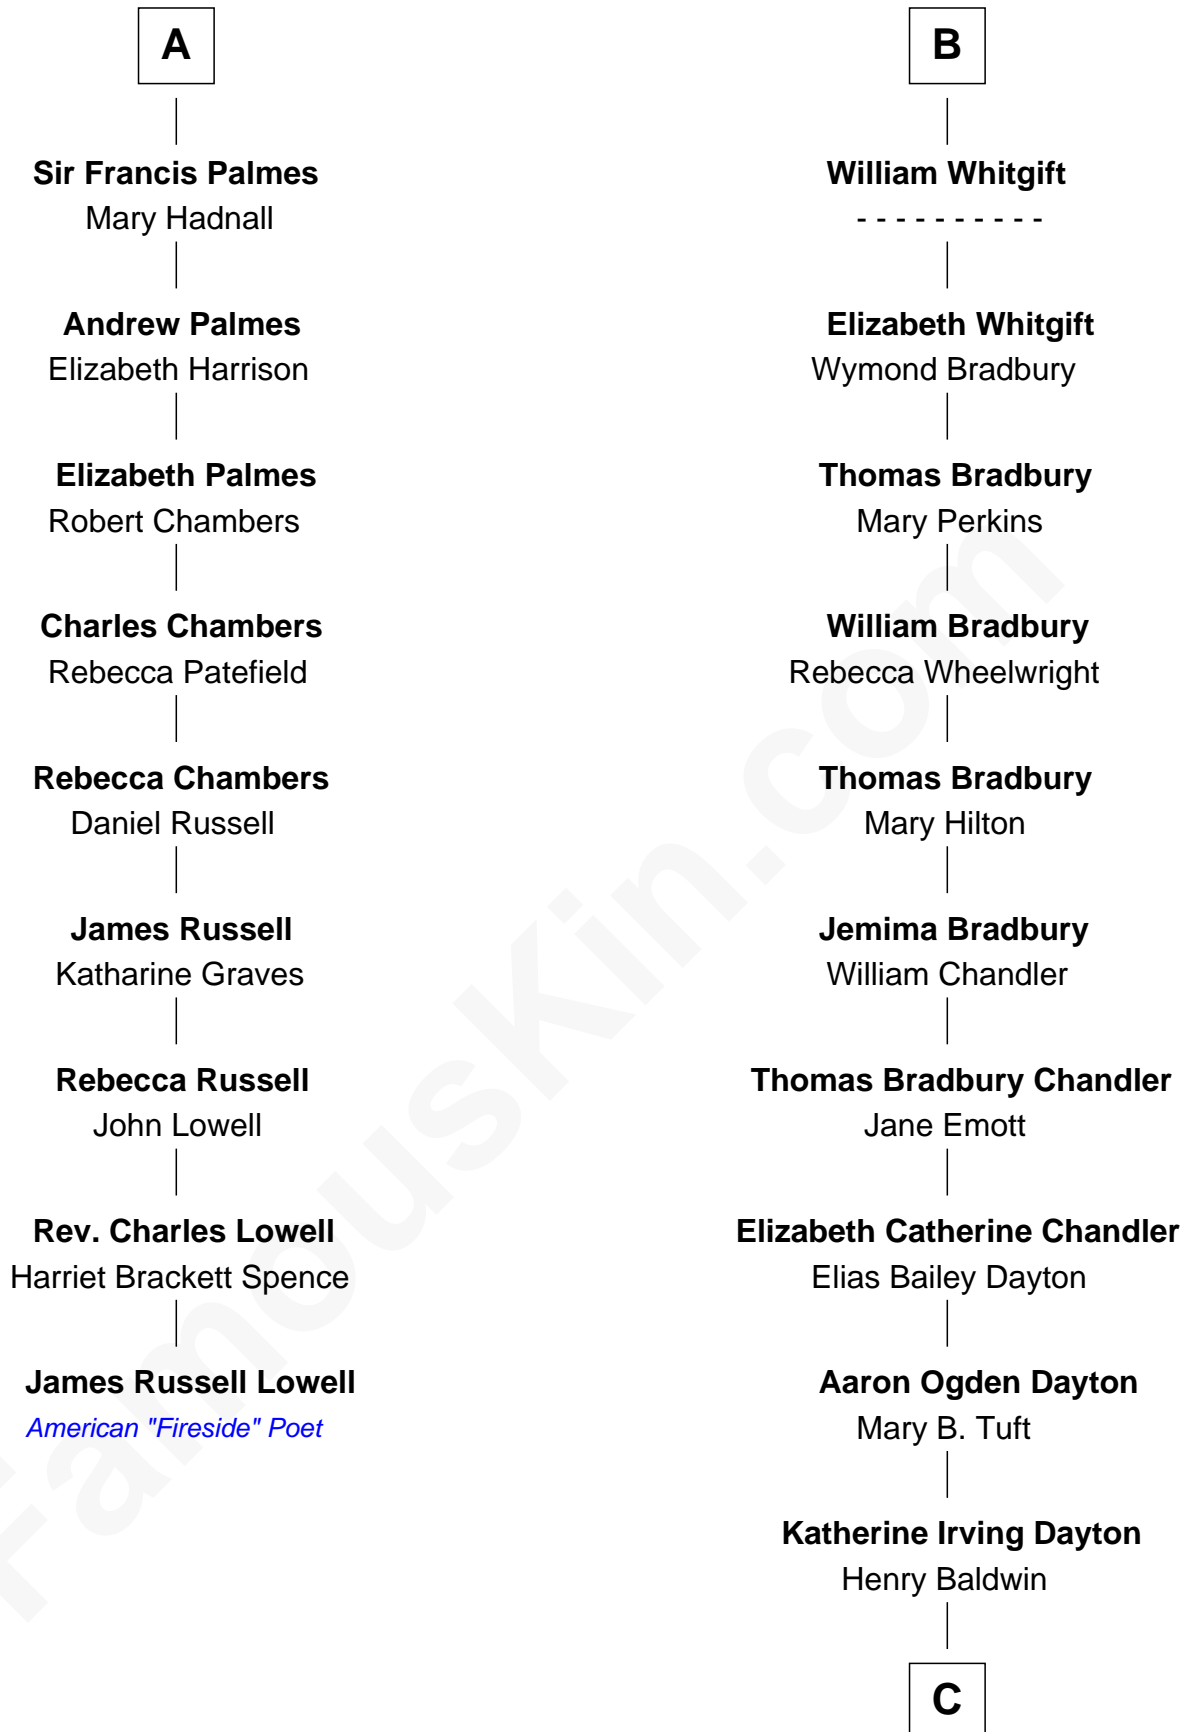 A
Sir Francis Palmes
Mary Hadnall
Andrew Palmes
Elizabeth Harrison
Elizabeth Palmes
Robert Chambers
Charles Chambers
Rebecca Patefield
Rebecca Chambers
Daniel Russell
James Russell
Katharine Graves
Rebecca Russell
John Lowell
Rev. Charles Lowell
Harriet Brackett Spence
James Russell Lowell
American "Fireside" Poet
B
William Whitgift
- - - - - - - - - -
Elizabeth Whitgift
Wymond Bradbury
Thomas Bradbury
Mary Perkins
William Bradbury
Rebecca Wheelwright
Thomas Bradbury
Mary Hilton
Jemima Bradbury
William Chandler
Thomas Bradbury Chandler
Jane Emott
Elizabeth Catherine Chandler
Elias Bailey Dayton
Aaron Ogden Dayton
Mary B. Tuft
Katherine Irving Dayton
Henry Baldwin
C
FamousKin.com